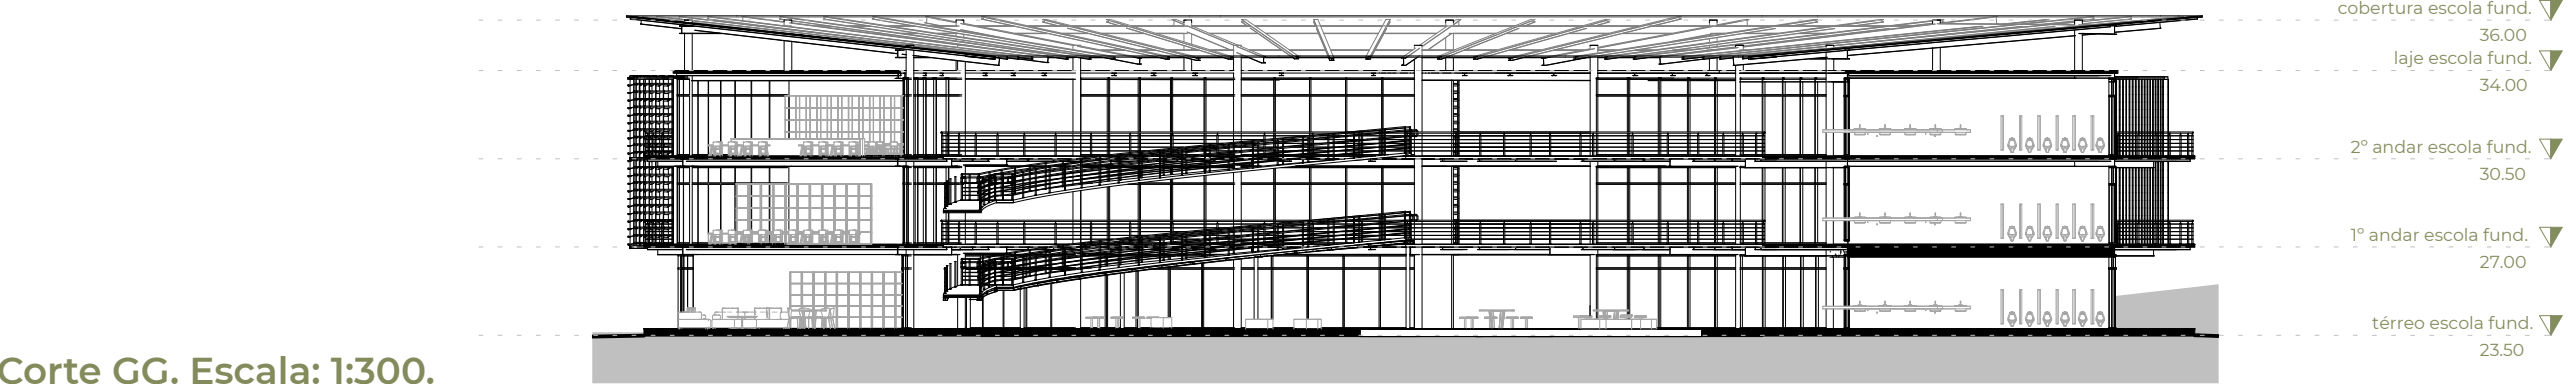 cobertura escola fund.
36.00
laje escola fund.
34.00
2º andar escola fund.
30.50
1º andar escola fund.
27.00
térreo escola fund.
23.50
Corte GG. Escala: 1:300.